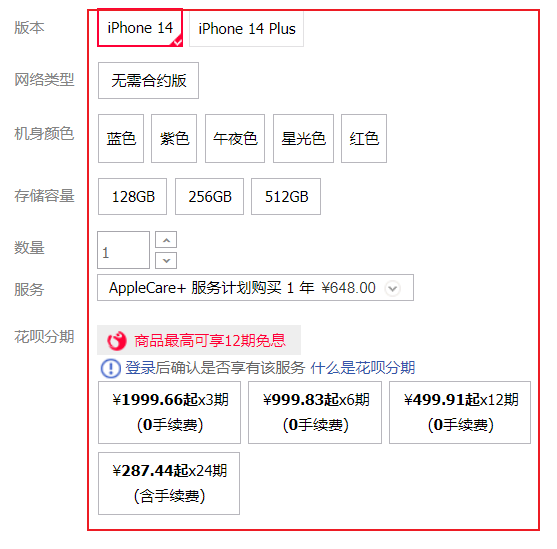 版本 iPhone 14 iPhone 14 Plus
网络类型 无需合约版
机身颜色 蓝色 紫色 午夜色 星光色 红色
存储容量 128GB 256GB 512GB
数量 1
服务 AppleCare+ 服务计划购买 1 年 ¥648.00
花呗分期 商品最高可享12期免息
登录后确认是否享有该服务 什么是花呗分期
¥1999.66起x3期 ¥999.83起x6期 ¥499.91起x12期
(0手续费) (0手续费) (0手续费)
¥287.44起x24期
(含手续费)